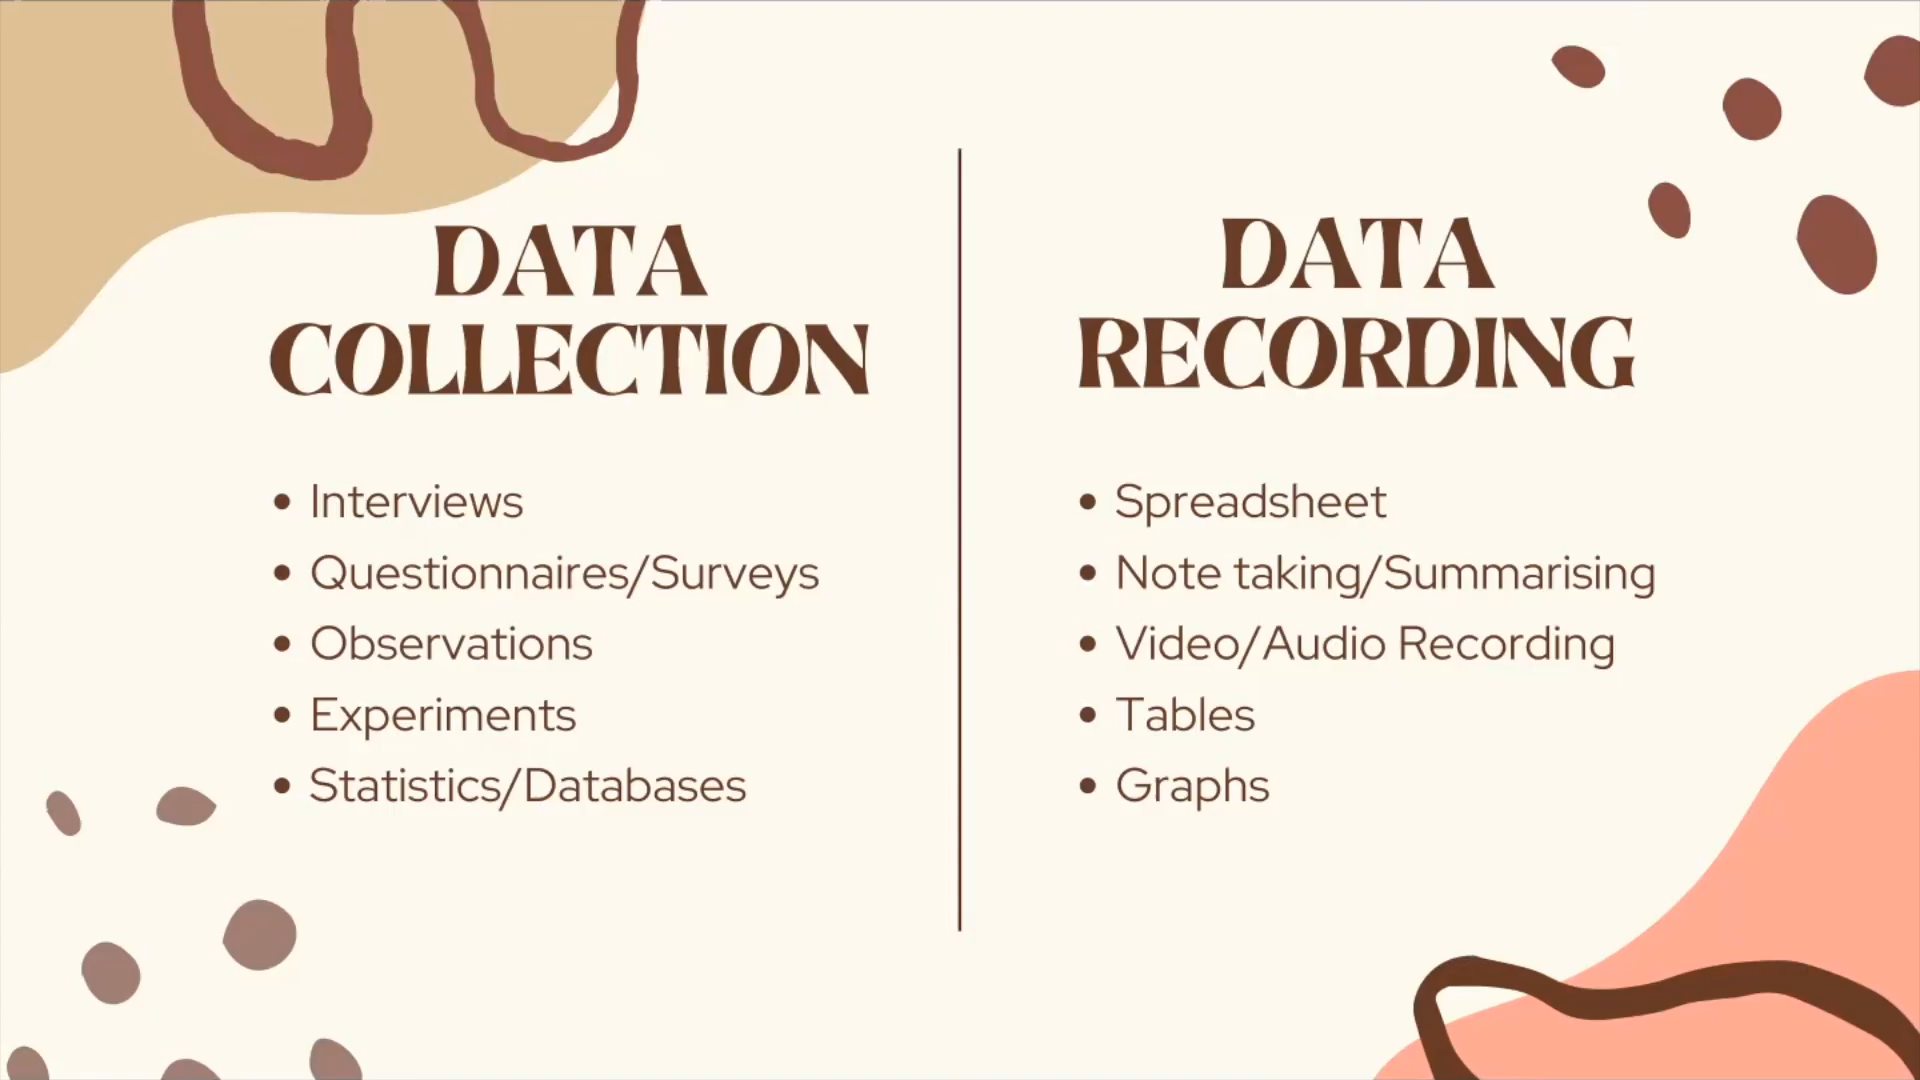 DATA
COLLECTION
• Interviews
• Questionnaires/Surveys
• Observations
• Experiments
• Statistics/Databases
DATA
RECORDING
• Spreadsheet
• Note taking/Summarising
• Video/Audio Recording
• Tables
• Graphs